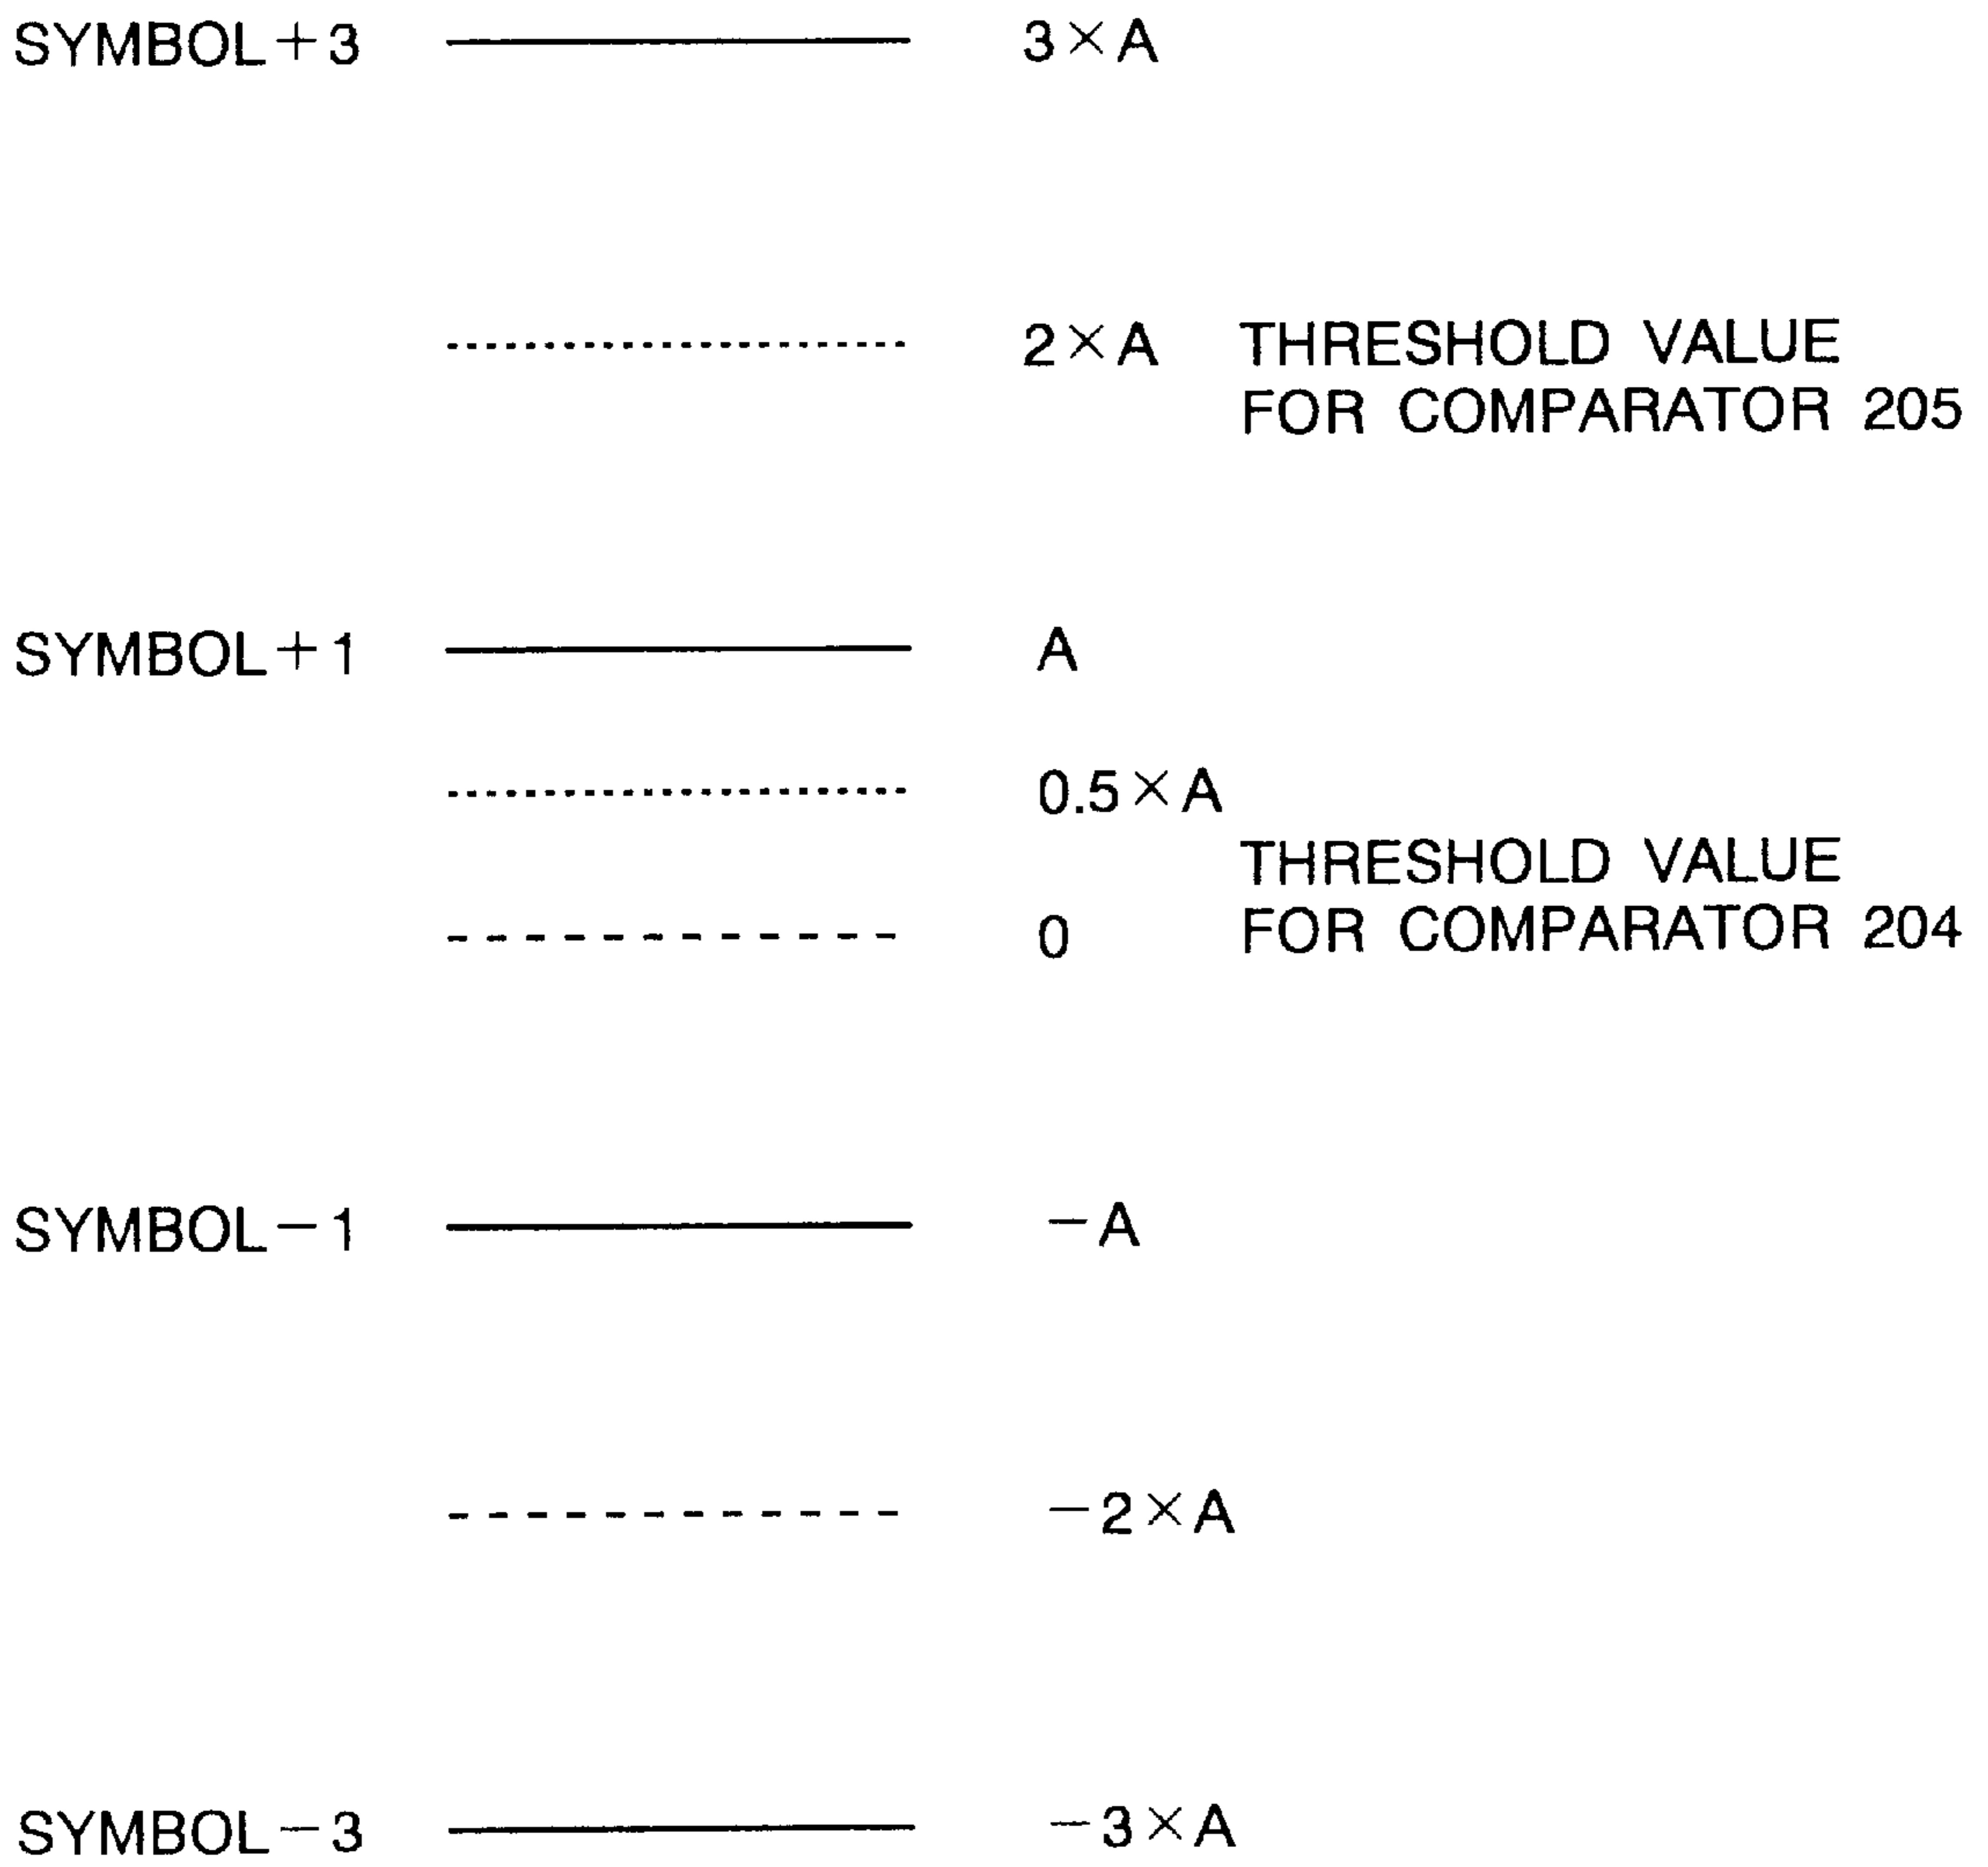 SYMBOL+3 3×A
2×A THRESHOLD VALUE
FOR COMPARATOR 205
SYMBOL+1 A
0.5×A
THRESHOLD VALUE
0 FOR COMPARATOR 204
SYMBOL−1 −A
−2×A
SYMBOL−3 −3×A